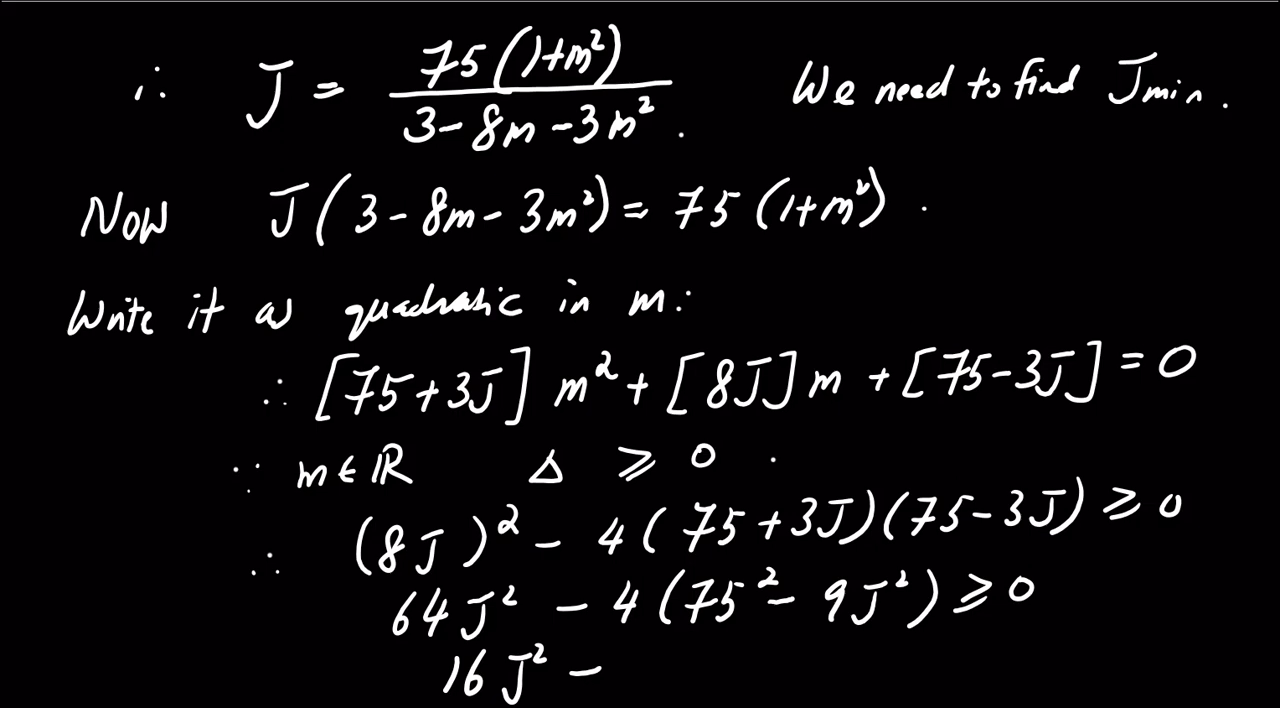 ∴ J = 75(1+m²) / 3-8m-3m². We need to find Jmin.
Now J(3-8m-3m²) = 75(1+m²).
Write it as quadratic in m:
∴ [75+3J]m² + [8J]m + [75-3J] = 0
∵ m∈ℝ Δ ⩾ 0.
∴ (8J)² - 4(75+3J)(75-3J) ⩾ 0
64J² - 4(75² - 9J²) ⩾ 0
16J² -